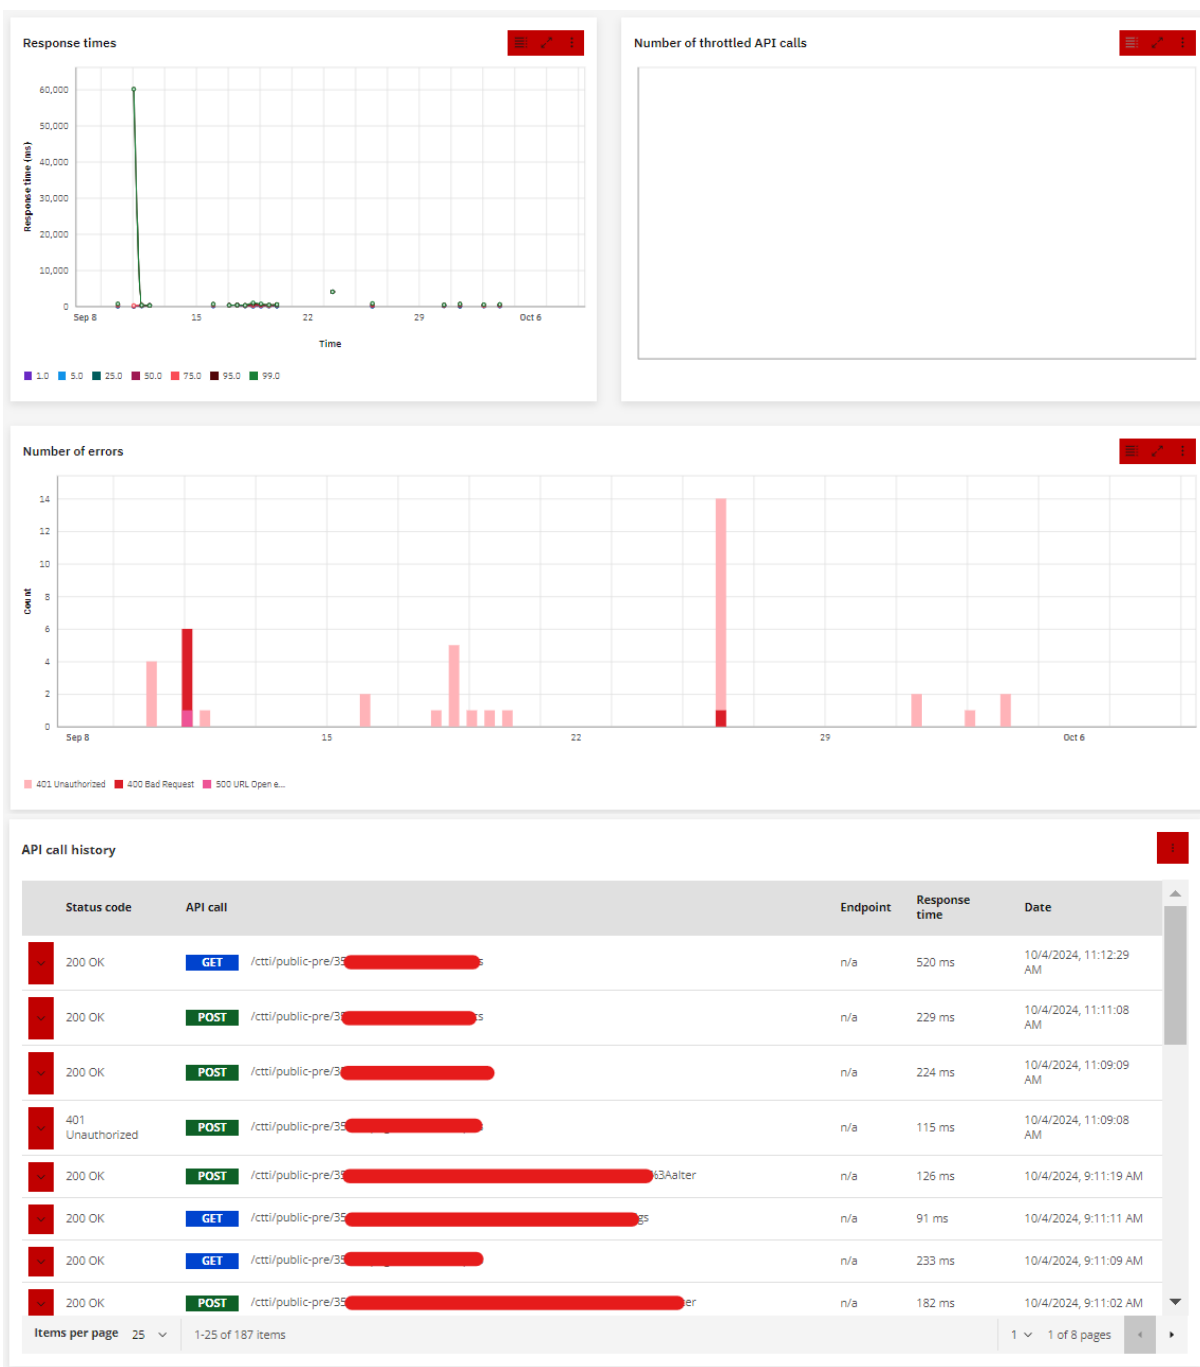 Response times
Number of throttled API calls
60,000
50,000
40,000
30,000
20,000
10,000
0
Response time (ms)
Sep 8
15
22
29
Oct 6
Time
1.0 5.0 25.0 50.0 75.0 95.0 99.0
Number of errors
14
12
10
8
6
4
2
0
Count
Sep 8
15
22
29
Oct 6
401 Unauthorized 400 Bad Request 500 URL Open e...
API call history
Status code API call Endpoint Response time Date
200 OK GET /ctti/public-pre/35 s n/a 520 ms 10/4/2024, 11:12:29 AM
200 OK POST /ctti/public-pre/35 s n/a 229 ms 10/4/2024, 11:11:08 AM
200 OK POST /ctti/public-pre/3 n/a 224 ms 10/4/2024, 11:09:09 AM
401 Unauthorized POST /ctti/public-pre/35 n/a 115 ms 10/4/2024, 11:09:08 AM
200 OK POST /ctti/public-pre/35 %3Aalter n/a 126 ms 10/4/2024, 9:11:19 AM
200 OK GET /ctti/public-pre/35 gs n/a 91 ms 10/4/2024, 9:11:11 AM
200 OK GET /ctti/public-pre/35 n/a 233 ms 10/4/2024, 9:11:09 AM
200 OK POST /ctti/public-pre/35 er n/a 182 ms 10/4/2024, 9:11:02 AM
Items per page 25 1-25 of 187 items 1 1 of 8 pages